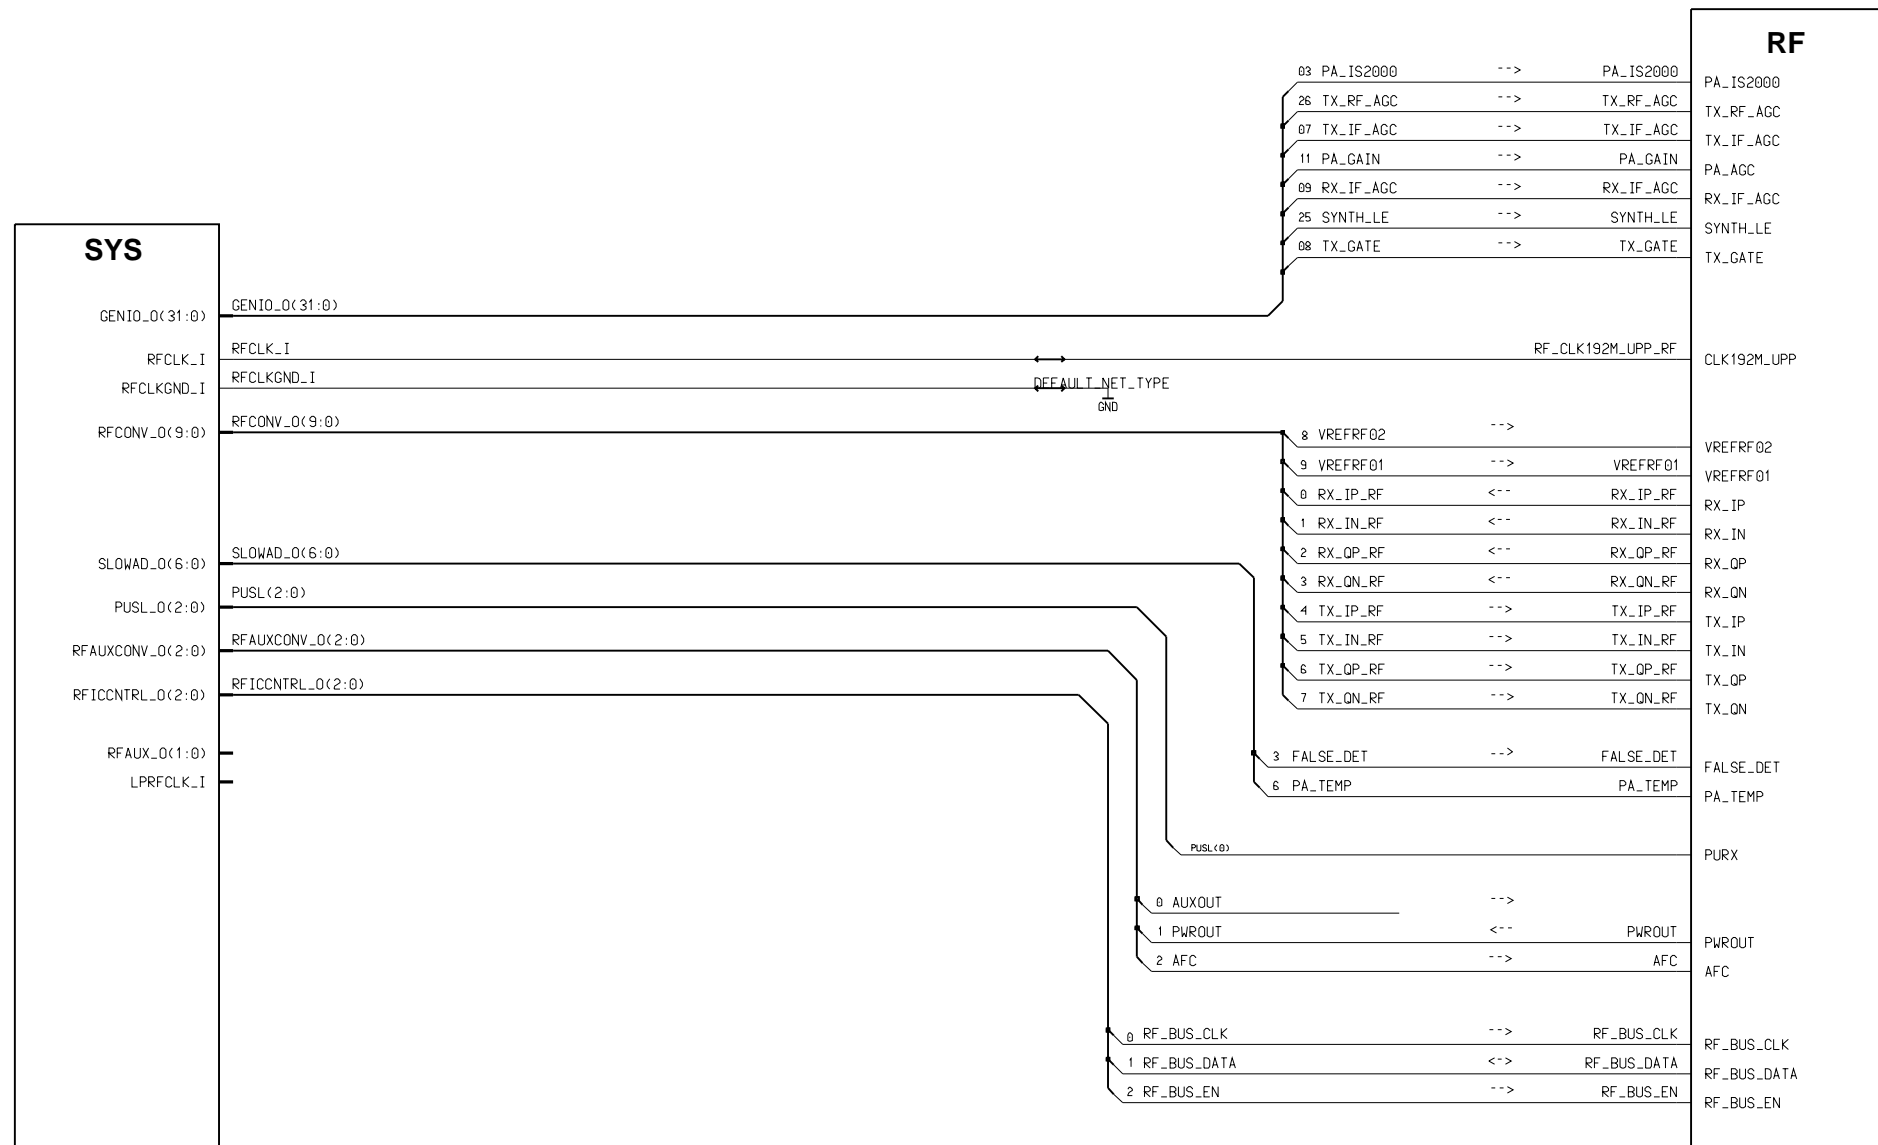 RF
03 PA_IS2000 --> PA_IS2000 PA_IS2000
26 TX_RF_AGC --> TX_RF_AGC TX_RF_AGC
07 TX_IF_AGC --> TX_IF_AGC TX_IF_AGC
11 PA_GAIN --> PA_GAIN PA_AGC
09 RX_IF_AGC --> RX_IF_AGC RX_IF_AGC
25 SYNTH_LE --> SYNTH_LE SYNTH_LE
08 TX_GATE --> TX_GATE TX_GATE
SYS
GENIO_O(31:0) GENIO_O(31:0)
RFCLK_I RFCLK_I RF_CLK192M_UPP_RF CLK192M_UPP
RFCLKGND_I RFCLKGND_I DEFAULT_NET_TYPE
GND
RFCONV_O(9:0) RFCONV_O(9:0)
8 VREFRF02 --> VREFRF02
9 VREFRF01 --> VREFRF01 VREFRF01
0 RX_IP_RF <-- RX_IP_RF RX_IP
1 RX_IN_RF <-- RX_IN_RF RX_IN
2 RX_QP_RF <-- RX_QP_RF RX_QP
3 RX_QN_RF <-- RX_QN_RF RX_QN
4 TX_IP_RF --> TX_IP_RF TX_IP
5 TX_IN_RF --> TX_IN_RF TX_IN
6 TX_QP_RF --> TX_QP_RF TX_QP
7 TX_QN_RF --> TX_QN_RF TX_QN
SLOWAD_O(6:0) SLOWAD_O(6:0)
PUSL_O(2:0) PUSL(2:0)
RFAUXCONV_O(2:0) RFAUXCONV_O(2:0)
RFICCNTRL_O(2:0) RFICCNTRL_O(2:0)
RFAUX_O(1:0)
LPRFCLK_I
3 FALSE_DET --> FALSE_DET FALSE_DET
6 PA_TEMP PA_TEMP PA_TEMP
PUSL(0) PURX
0 AUXOUT -->
1 PWROUT <-- PWROUT PWROUT
2 AFC --> AFC AFC
0 RF_BUS_CLK --> RF_BUS_CLK RF_BUS_CLK
1 RF_BUS_DATA <-> RF_BUS_DATA RF_BUS_DATA
2 RF_BUS_EN --> RF_BUS_EN RF_BUS_EN